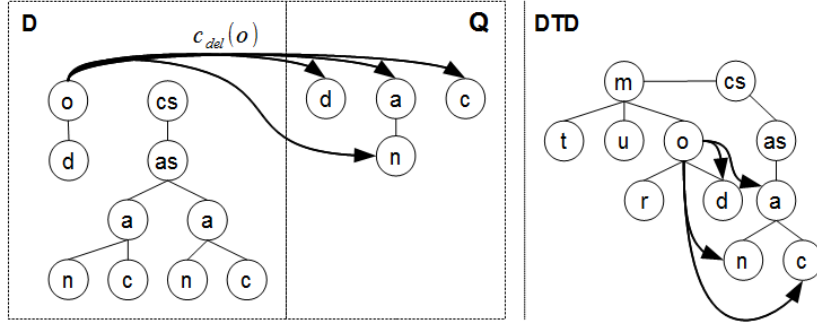 D c_del(o) Q DTD
m cs
o cs d a c
t u o as
d as n
r d a
a a
n c n c n c